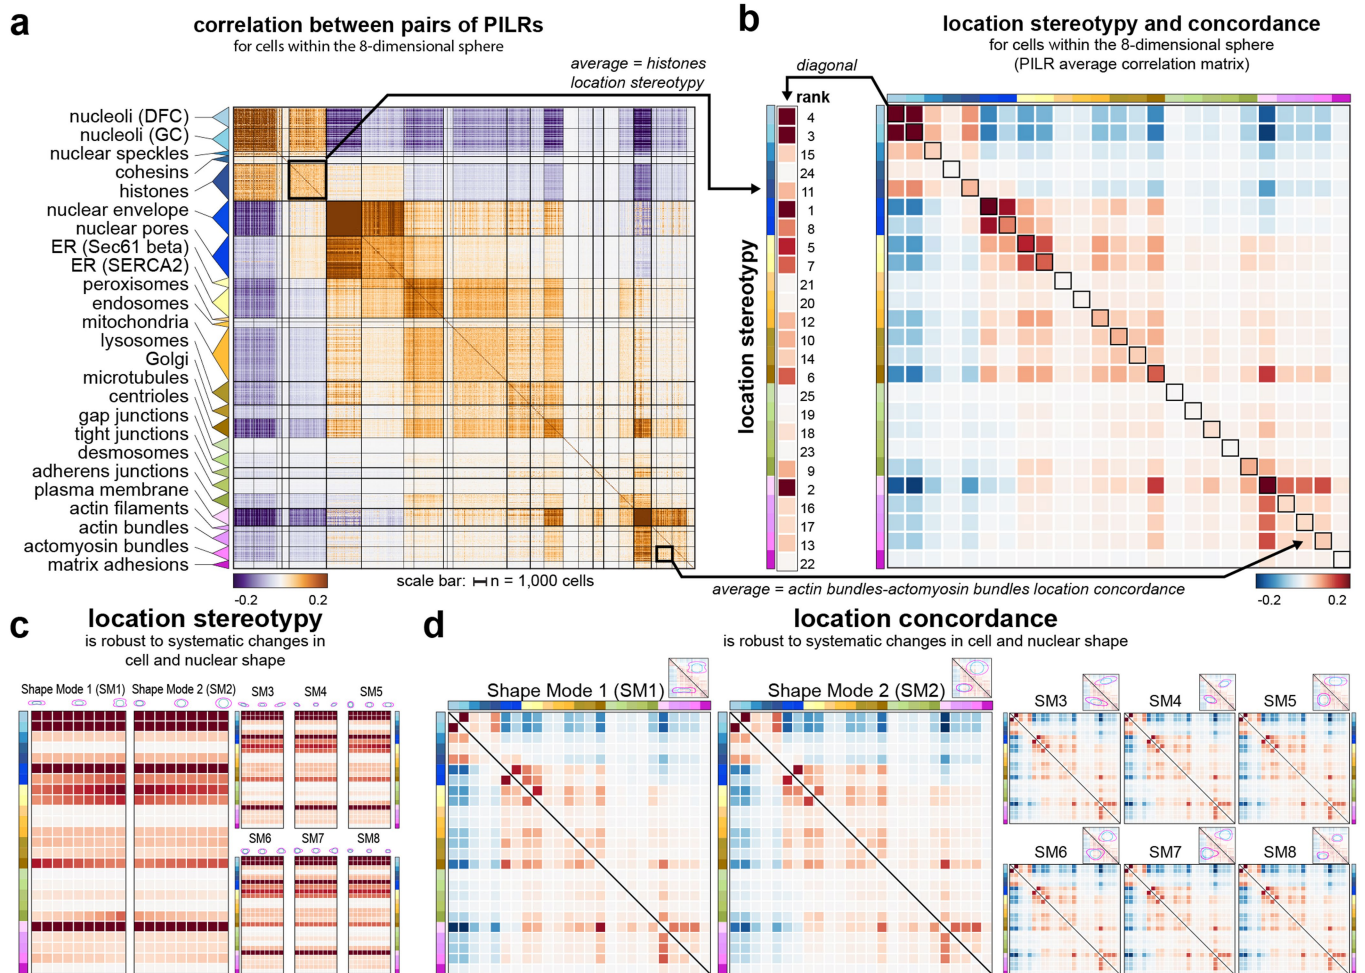 a
correlation between pairs of PILRs
for cells within the 8-dimensional sphere
average = histones
location stereotypy
nucleoli (DFC)
nucleoli (GC)
nuclear speckles
cohesins
histones
nuclear envelope
nuclear pores
ER (Sec61 beta)
ER (SERCA2)
peroxisomes
endosomes
mitochondria
lysosomes
Golgi
microtubules
centrioles
gap junctions
tight junctions
desmosomes
adherens junctions
plasma membrane
actin filaments
actin bundles
actomyosin bundles
matrix adhesions
-0.2
0.2
scale bar: n = 1,000 cells
b
location stereotypy and concordance
for cells within the 8-dimensional sphere
(PILR average correlation matrix)
diagonal
rank
4
3
15
24
11
1
8
5
7
21
20
12
10
14
6
25
19
18
23
9
2
16
17
13
22
location stereotypy
average = actin bundles-actomyosin bundles location concordance
-0.2
0.2
c
location stereotypy
is robust to systematic changes in
cell and nuclear shape
Shape Mode 1 (SM1)
Shape Mode 2 (SM2)
SM3
SM4
SM5
SM6
SM7
SM8
d
location concordance
is robust to systematic changes in cell and nuclear shape
Shape Mode 1 (SM1)
Shape Mode 2 (SM2)
SM3
SM4
SM5
SM6
SM7
SM8